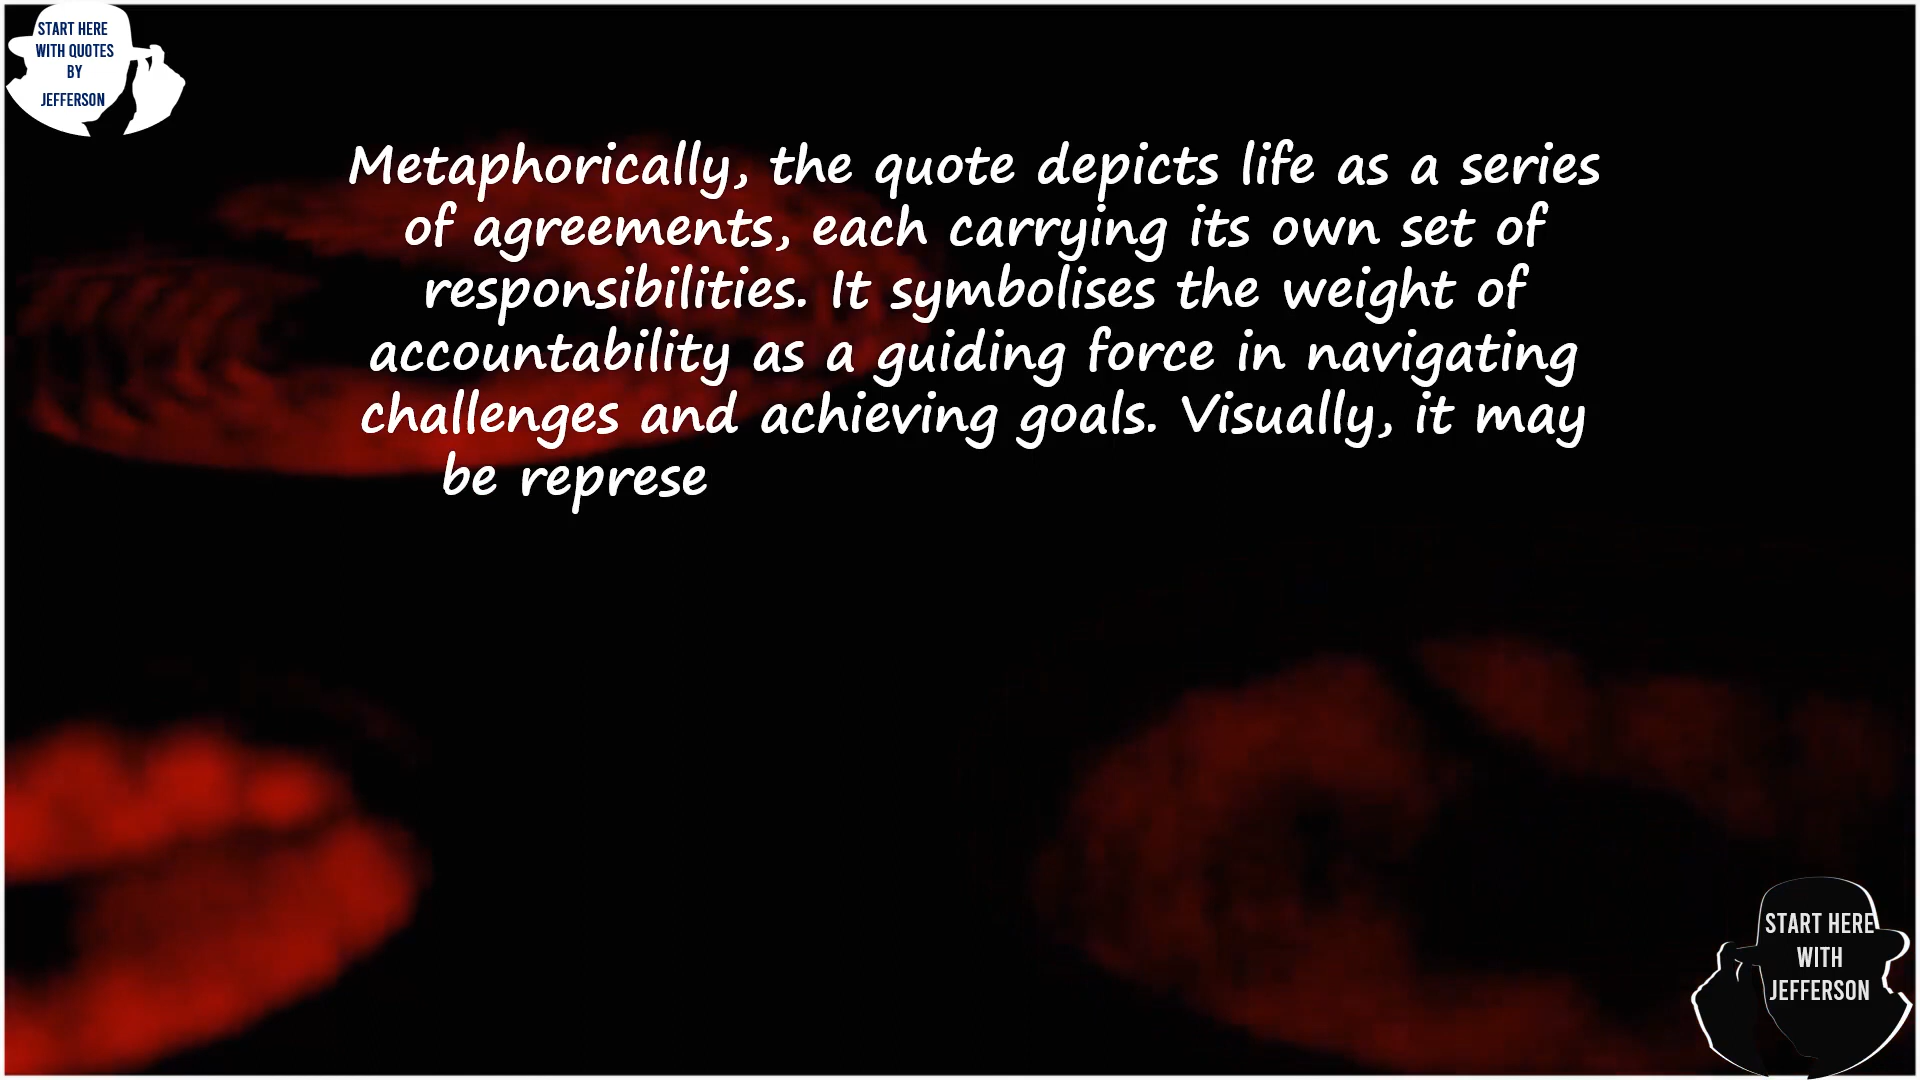 START HERE
WITH QUOTES
BY
JEFFERSON
Metaphorically, the quote depicts life as a series
of agreements, each carrying its own set of
responsibilities. It symbolises the weight of
accountability as a guiding force in navigating
challenges and achieving goals. Visually, it may
be represe
START HERE
WITH
JEFFERSON